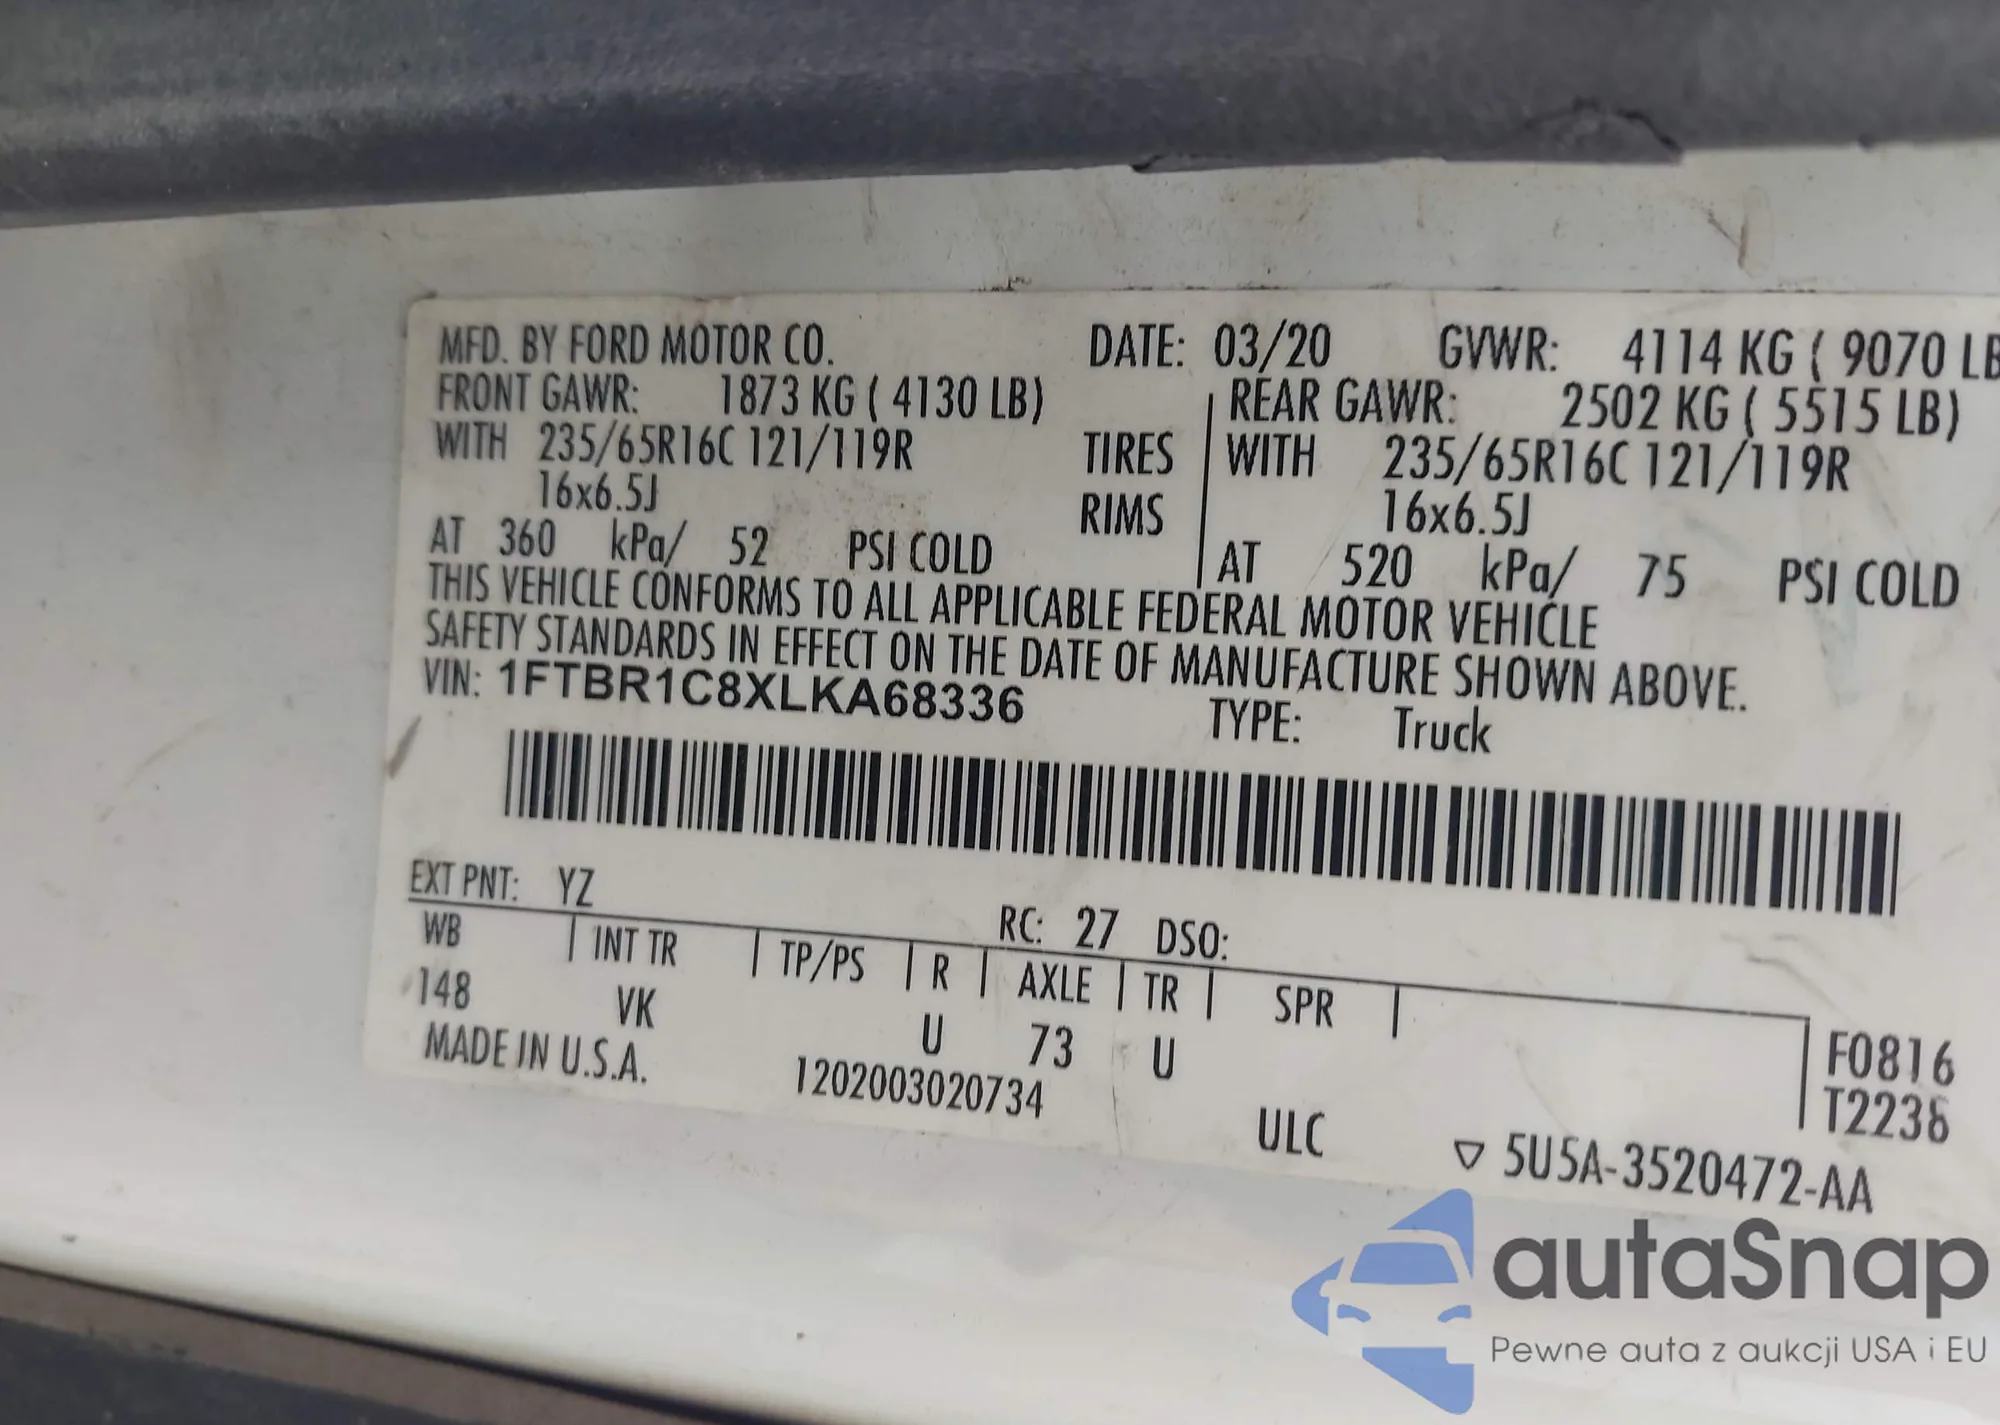 MFD. BY FORD MOTOR CO. DATE: 03/20 GVWR: 4114 KG ( 9070 LB
FRONT GAWR: 1873 KG ( 4130 LB) REAR GAWR: 2502 KG ( 5515 LB)
WITH 235/65R16C 121/119R TIRES WITH 235/65R16C 121/119R
16x6.5J RIMS 16x6.5J
AT 360 kPa/ 52 PSI COLD AT 520 kPa/ 75 PSI COLD
THIS VEHICLE CONFORMS TO ALL APPLICABLE FEDERAL MOTOR VEHICLE
SAFETY STANDARDS IN EFFECT ON THE DATE OF MANUFACTURE SHOWN ABOVE.
VIN: 1FTBR1C8XLKA68336 TYPE: Truck
EXT PNT: YZ RC: 27 DSO:
WB INT TR TP/PS R AXLE TR SPR
148 VK U 73 U F0816
MADE IN U.S.A. 1202003020734 T2236
ULC 5U5A-3520472-AA
autaSnap
Pewne auta z aukcji USA i EU